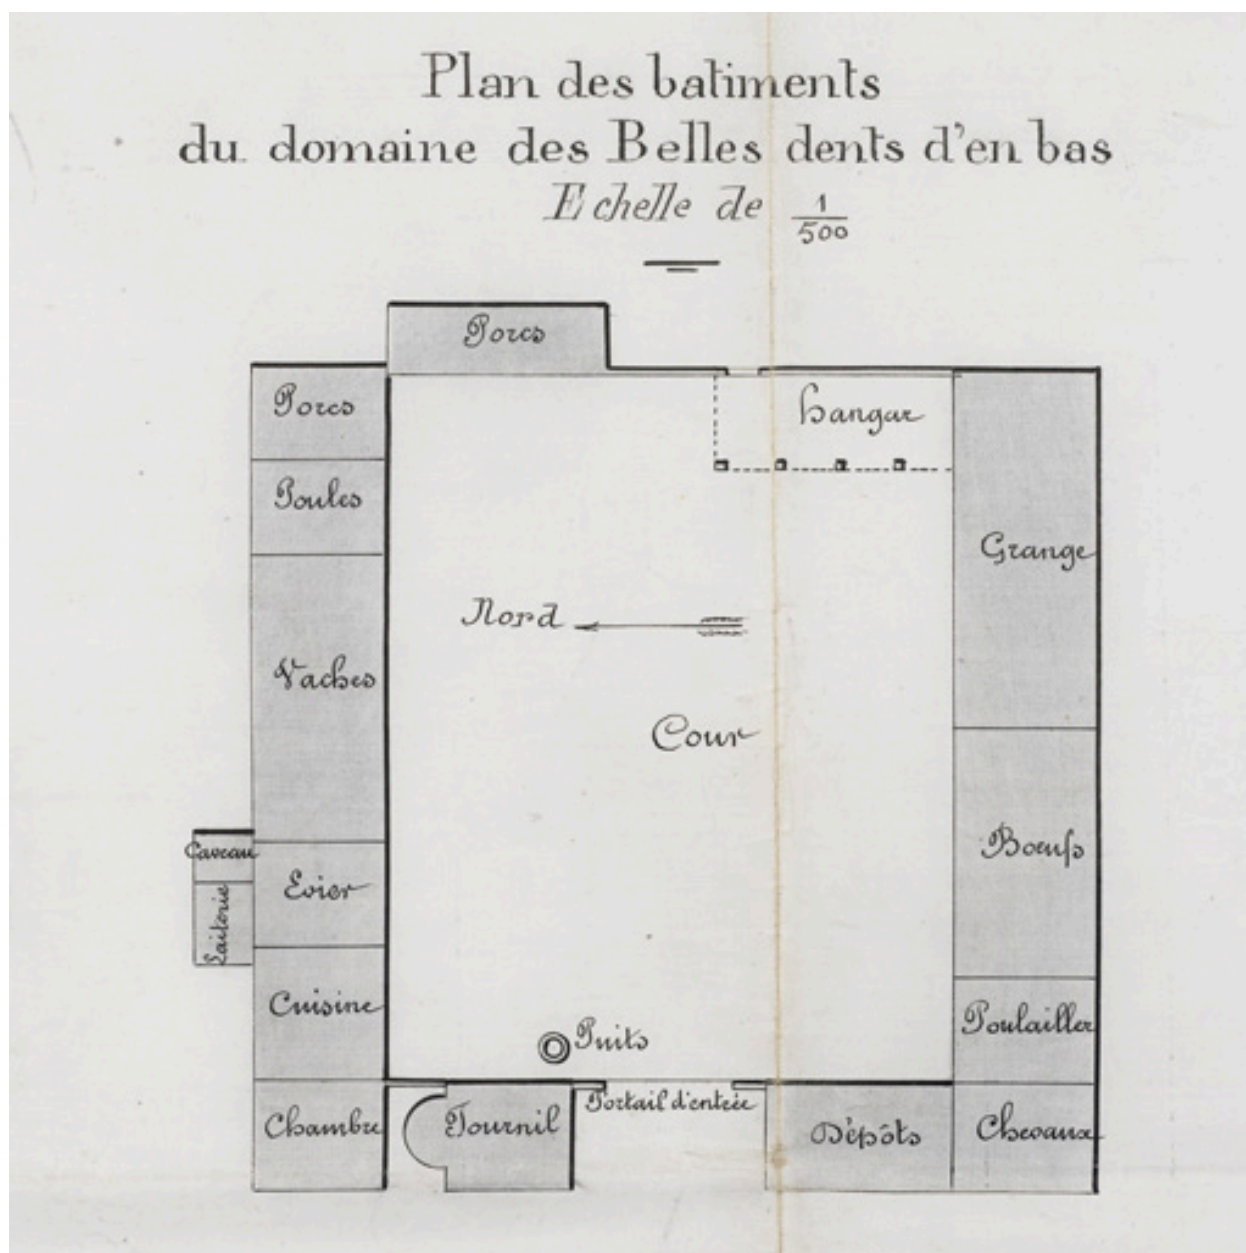 Plan des batiments
du domaine des Belles dents d'en bas
Echelle de 1/500
Porcs
Porcs
hangar
Poules
Grange
Nord
Vaches
Cour
Caveau
Boeufs
Evier
Laiterie
Cuisine
Poulailler
Puits
Portail d'entrée
Chambre
Fournil
Dépôts
Chevaux